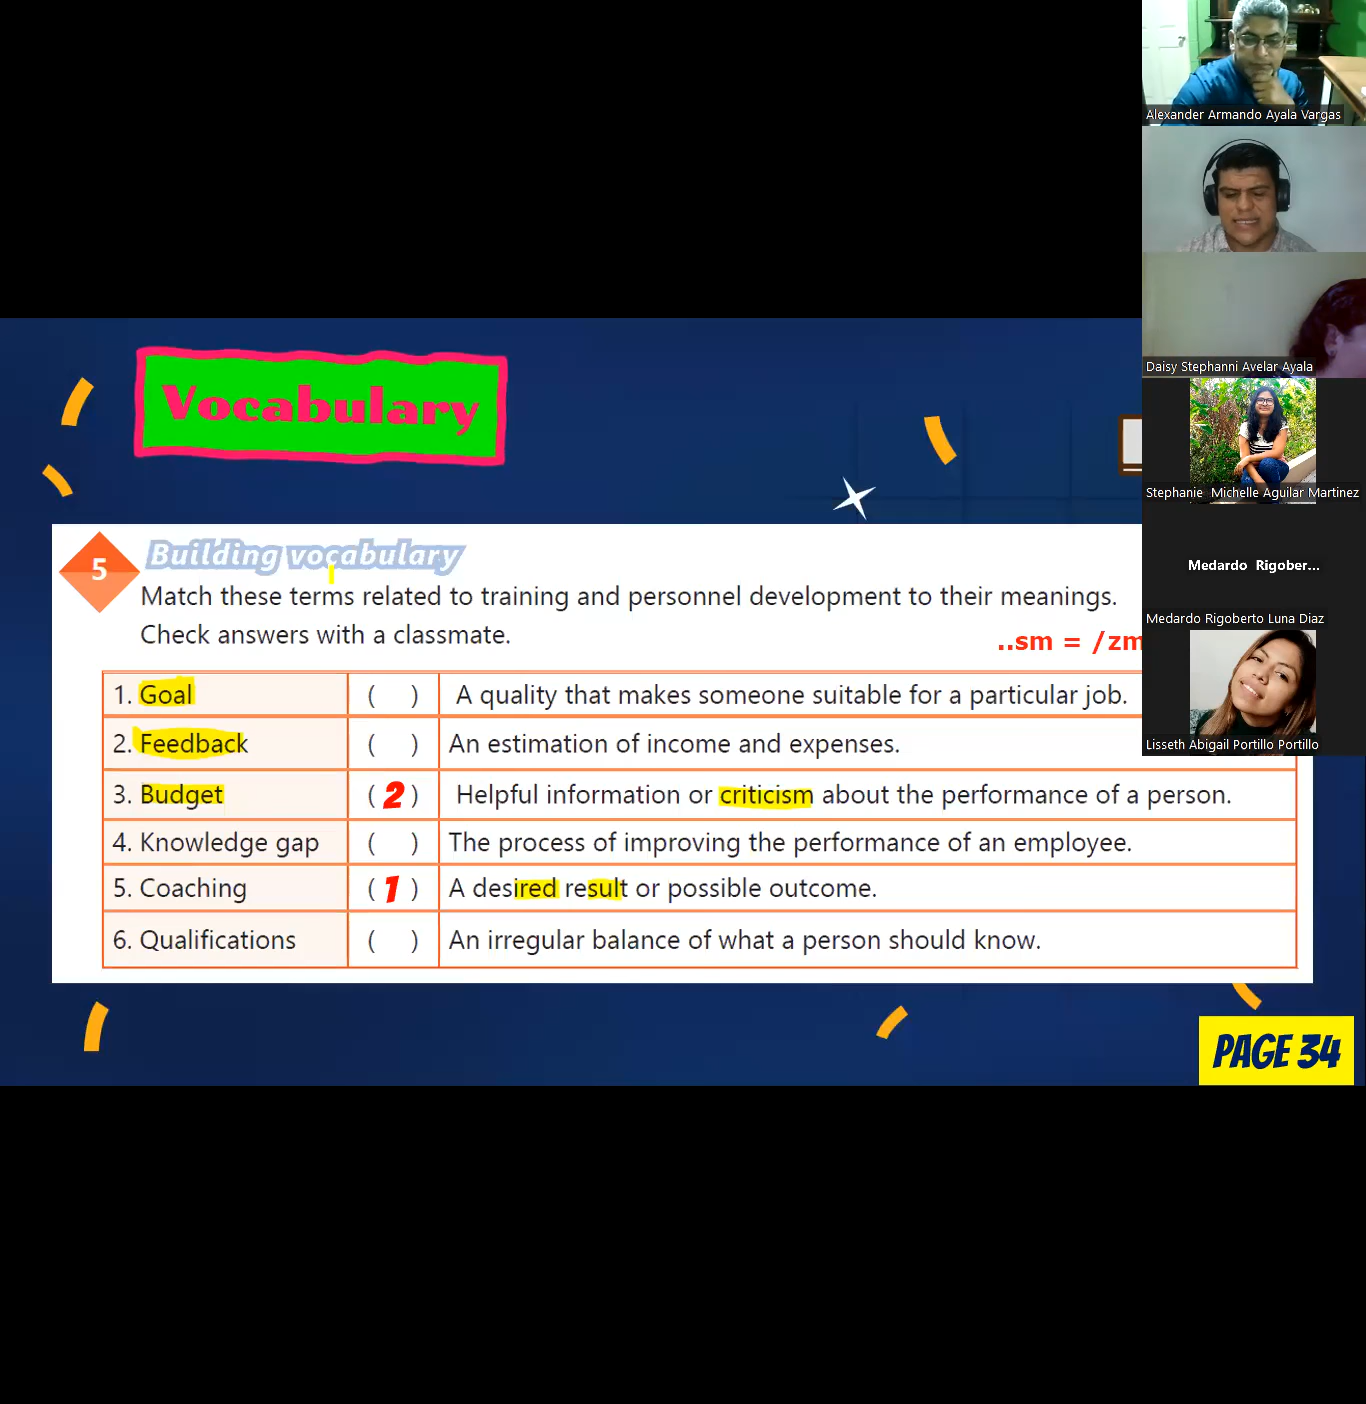 Vocabulary
5
Building vocabulary
Match these terms related to training and personnel development to their meanings.
Check answers with a classmate.
..sm = /zm
1. Goal ( ) A quality that makes someone suitable for a particular job.
2. Feedback ( ) An estimation of income and expenses.
3. Budget ( 2 ) Helpful information or criticism about the performance of a person.
4. Knowledge gap ( ) The process of improving the performance of an employee.
5. Coaching ( 1 ) A desired result or possible outcome.
6. Qualifications ( ) An irregular balance of what a person should know.
PAGE 34
Alexander Armando Ayala Vargas
Daisy Stephanni Avelar Ayala
Stephanie Michelle Aguilar Martinez
Medardo Rigober...
Medardo Rigoberto Luna Diaz
Lisseth Abigail Portillo Portillo